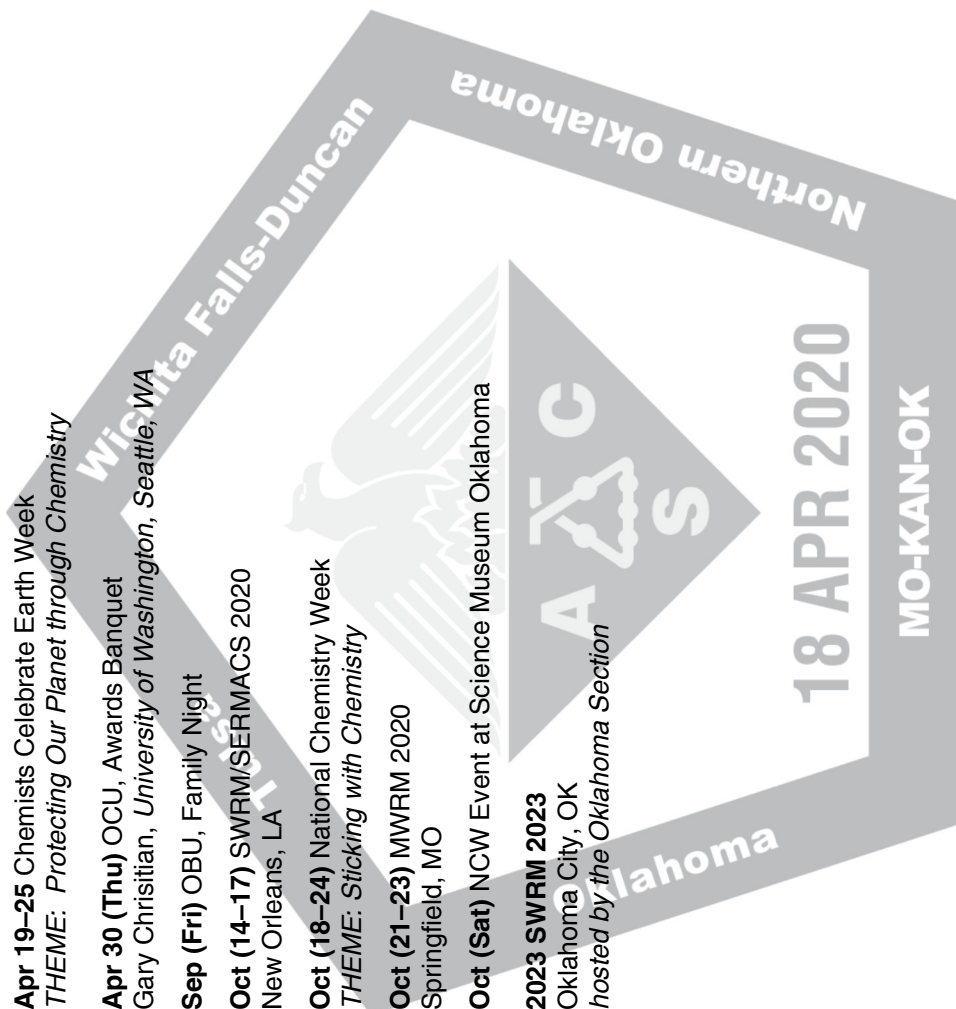 Apr 19–25 Chemists Celebrate Earth Week
THEME: Protecting Our Planet through Chemistry
Apr 30 (Thu) OCU, Awards Banquet
Gary Chrisitian, University of Washington, Seattle, WA
Sep (Fri) OBU, Family Night
Oct (14–17) SWRM/SERMACS 2020
New Orleans, LA
Oct (18–24) National Chemistry Week
THEME: Sticking with Chemistry
Oct (21–23) MWRM 2020
Springfield, MO
Oct (Sat) NCW Event at Science Museum Oklahoma
2023 SWRM 2023
Oklahoma City, OK
hosted by the Oklahoma Section
Wichita Falls-Duncan
Northern Oklahoma
Tulsa
Oklahoma
A C
S
18 APR 2020
MO-KAN-OK